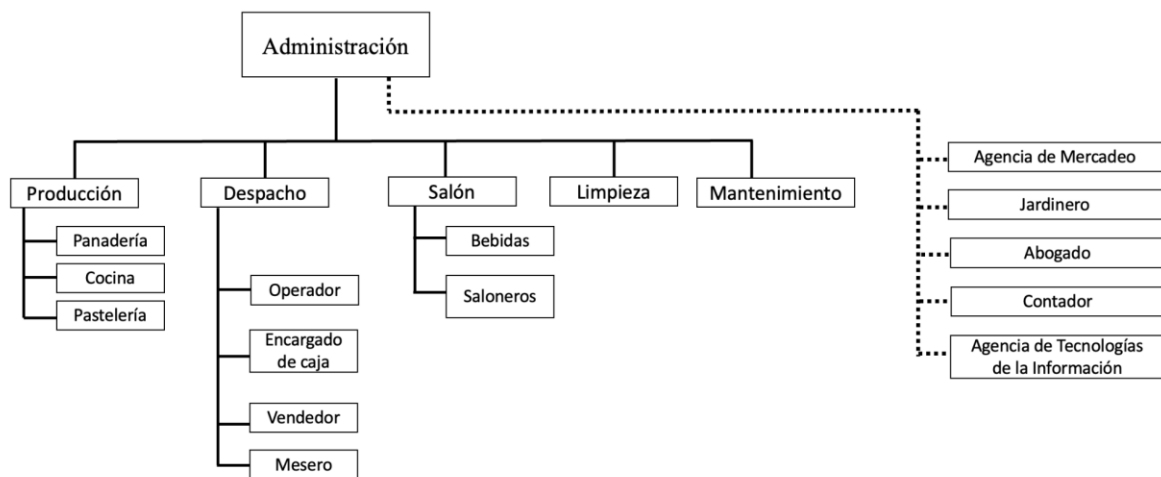 Administración
Producción
Despacho
Salón
Limpieza
Mantenimiento
Panadería
Cocina
Pastelería
Operador
Encargado
de caja
Vendedor
Mesero
Bebidas
Saloneros
Agencia de Mercadeo
Jardinero
Abogado
Contador
Agencia de Tecnologías
de la Información